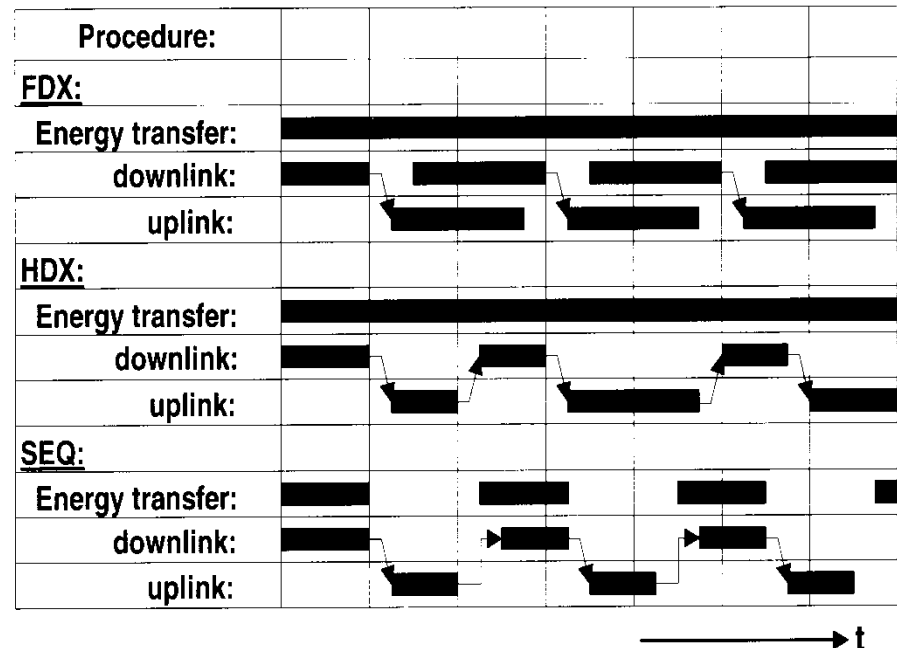 Procedure:
FDX:
Energy transfer:
downlink:
uplink:
HDX:
Energy transfer:
downlink:
uplink:
SEQ:
Energy transfer:
downlink:
uplink:
t